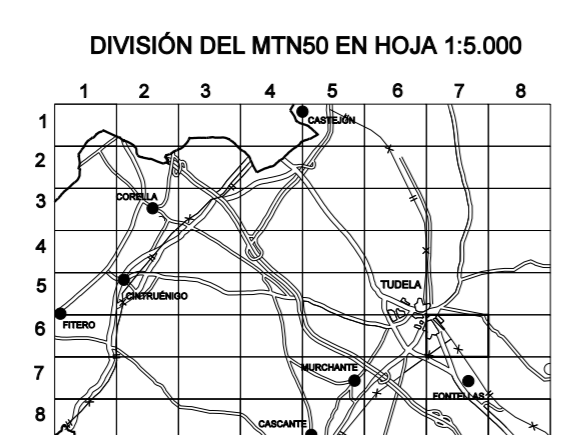 DIVISIÓN DEL MTN50 EN HOJA 1:5.000
1 2 3 4 5 6 7 8
1
CASTEJÓN
2
3
CORELLA
4
5
TUDELA
CINTRUÉNIGO
6
FITERO
7
MURCHANTE
FONTELLAS
8
CASCANTE